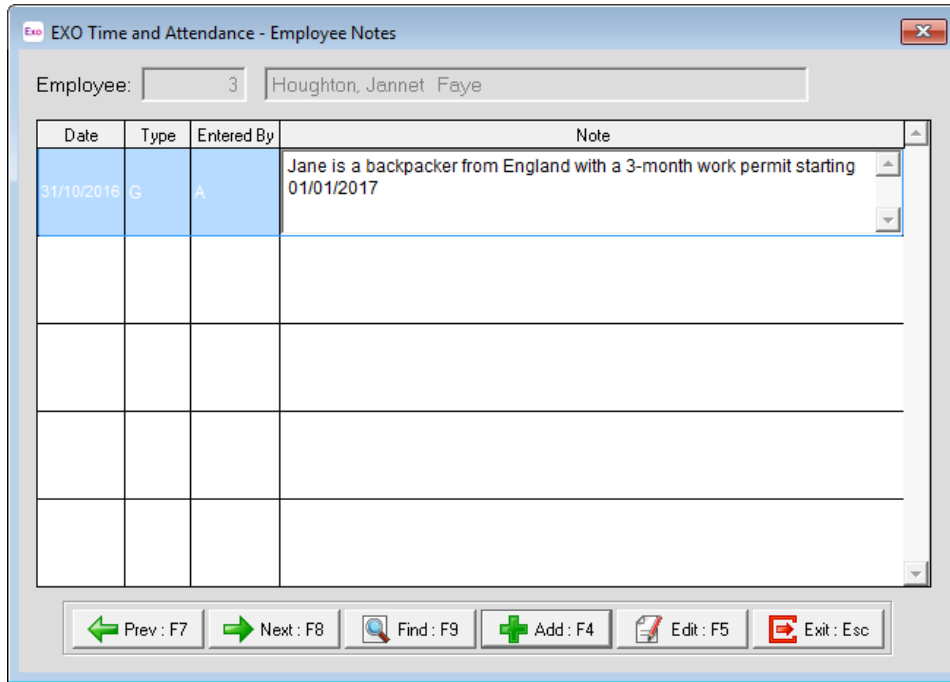 Exo EXO Time and Attendance - Employee Notes
Employee: 3 Houghton, Jannet Faye
Date Type Entered By Note
31/10/2016 G A Jane is a backpacker from England with a 3-month work permit starting
01/01/2017
Prev : F7 Next : F8 Find : F9 Add : F4 Edit : F5 Exit : Esc